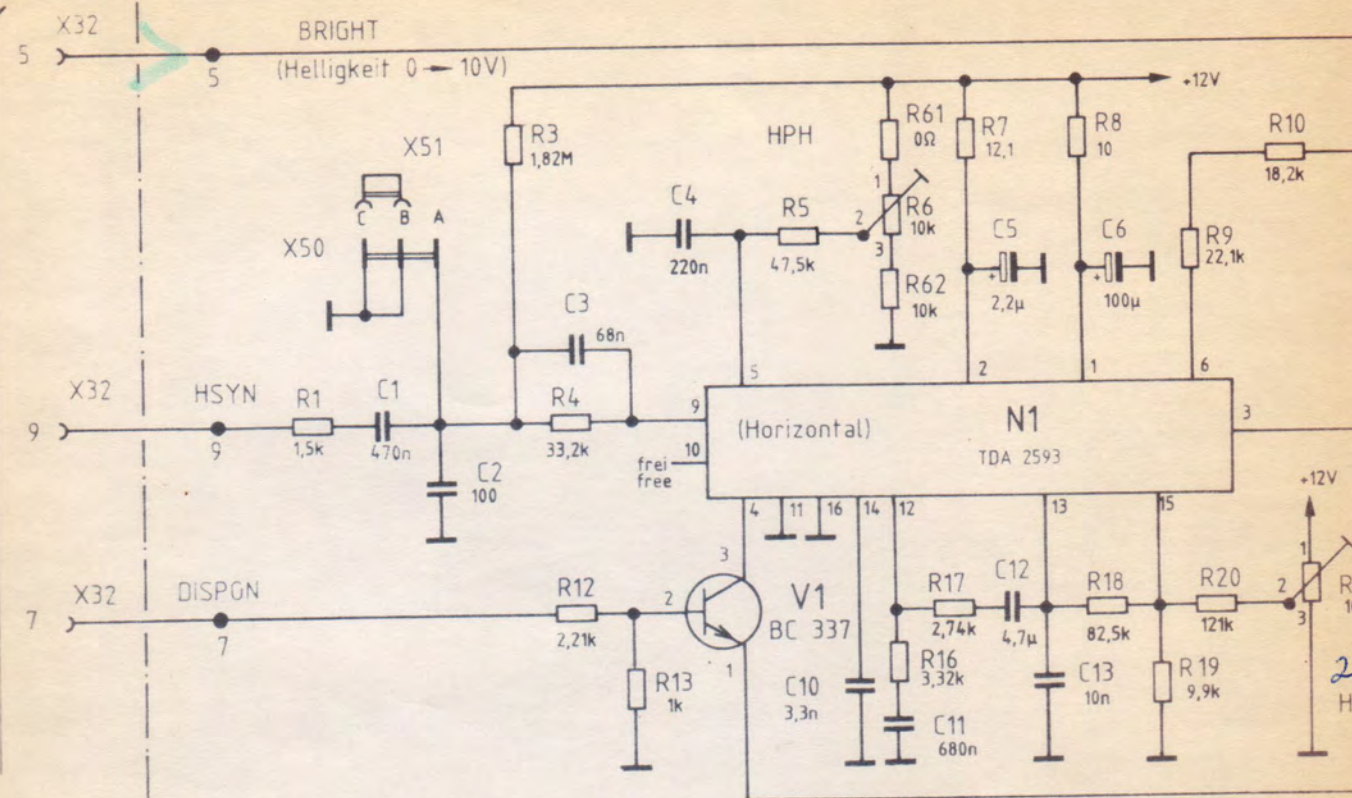 X32
5
5
BRIGHT
(Helligkeit 0 → 10V)
+12V
R3
1,82M
X51
C B A
X50
HPH
C4
220n
R5
47,5k
R61
0Ω
1
2
3
R6
10k
R62
10k
R7
12,1
C5
+
2,2µ
R8
10
C6
+
100µ
R10
18,2k
R9
22,1k
C3
68n
X32
9
HSYN
9
R1
1,5k
C1
470n
C2
100
R4
33,2k
5
2
1
6
9
10
frei
free
(Horizontal)
N1
TDA 2593
3
4
11
16
14
12
13
15
+12V
X32
7
DISPGN
7
R12
2,21k
R13
1k
3
2
1
V1
BC 337
C10
3,3n
R17
2,74k
C12
4,7µ
R16
3,32k
C11
680n
R18
82,5k
C13
10n
R20
121k
R19
9,9k
1
2
3
R
2
H